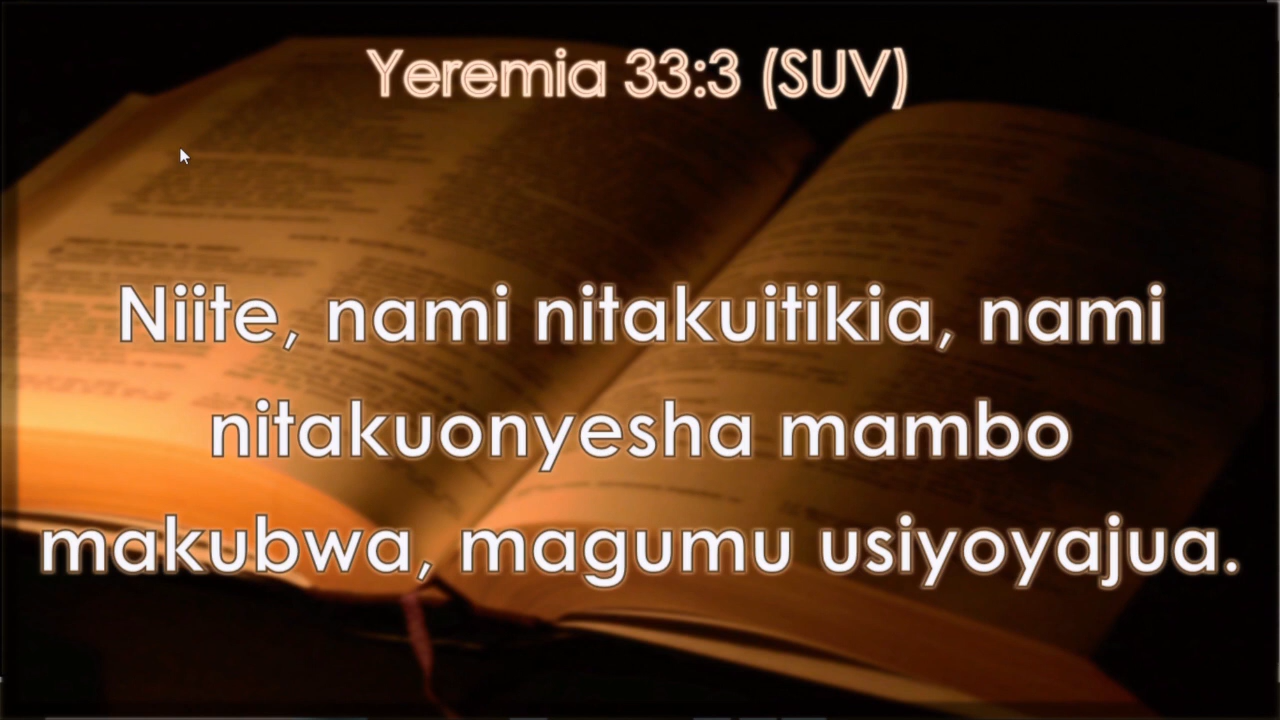 Yeremia 33:3 (SUV)
Niite, nami nitakuitikia, nami
nitakuonyesha mambo
makubwa, magumu usiyoyajua.